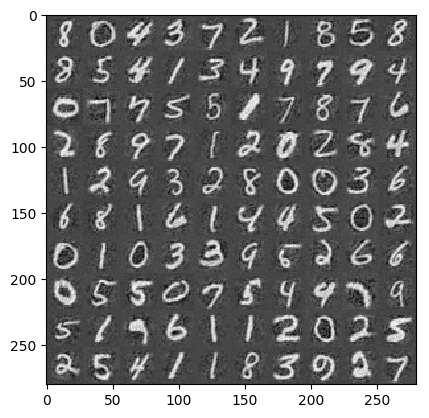 0
8 0 4 3 7 2 1 8 5 8
8 5 4 1 3 4 9 7 9 4
50
0 7 7 5 5 1 7 8 7 6
100
2 8 9 7 1 2 0 2 8 4
1 2 9 3 2 8 0 0 3 6
150
6 8 1 6 1 4 4 5 0 2
0 1 0 3 3 9 5 2 6 6
200
0 5 5 0 7 5 4 4 7 9
5 1 9 6 1 1 2 0 2 5
250
2 5 4 1 1 8 3 9 2 7
0 50 100 150 200 250